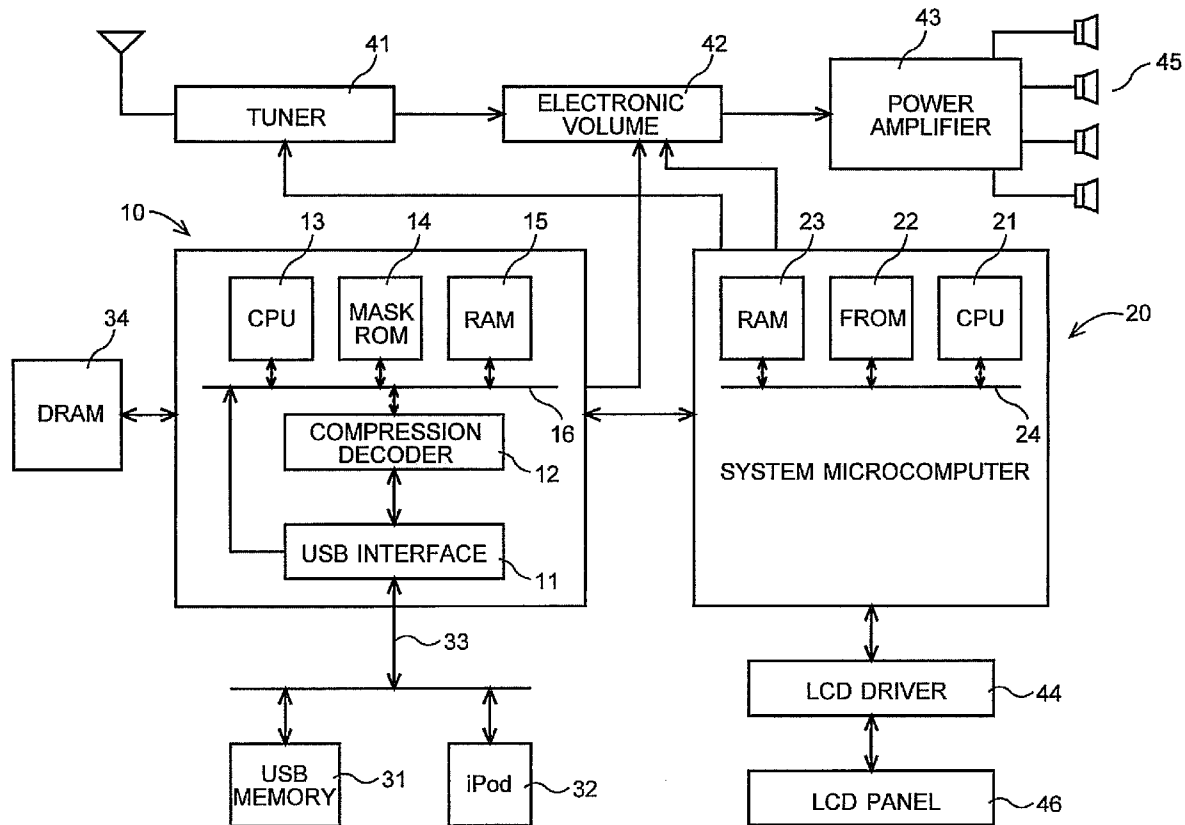 41
42
43
45
TUNER
ELECTRONIC
VOLUME
POWER
AMPLIFIER
10
13
14
15
23
22
21
20
34
CPU
MASK
ROM
RAM
RAM
FROM
CPU
DRAM
16
24
COMPRESSION
DECODER
12
SYSTEM MICROCOMPUTER
USB INTERFACE
11
33
LCD DRIVER
44
USB
MEMORY
31
iPod
32
LCD PANEL
46